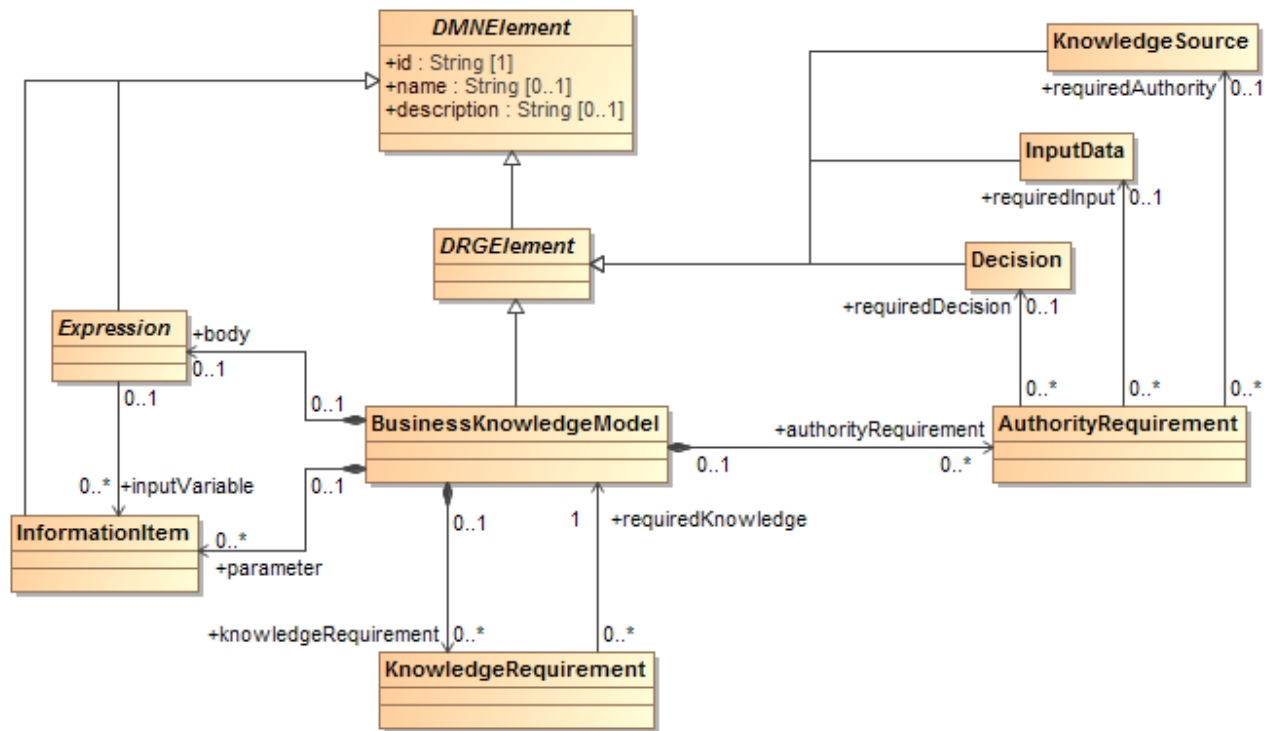 DMNElement
+id : String [1]
+name : String [0..1]
+description : String [0..1]
KnowledgeSource
+requiredAuthority 0..1
InputData
+requiredInput 0..1
DRGElement
Decision
+requiredDecision 0..1
Expression
+body
0..1
0..1
0..1
0..* 0..* 0..*
BusinessKnowledgeModel
AuthorityRequirement
+authorityRequirement
0..1
0..*
0..1
0..* +inputVariable
InformationItem
0..*
+parameter
0..1
1 +requiredKnowledge
+knowledgeRequirement 0..*
0..*
KnowledgeRequirement